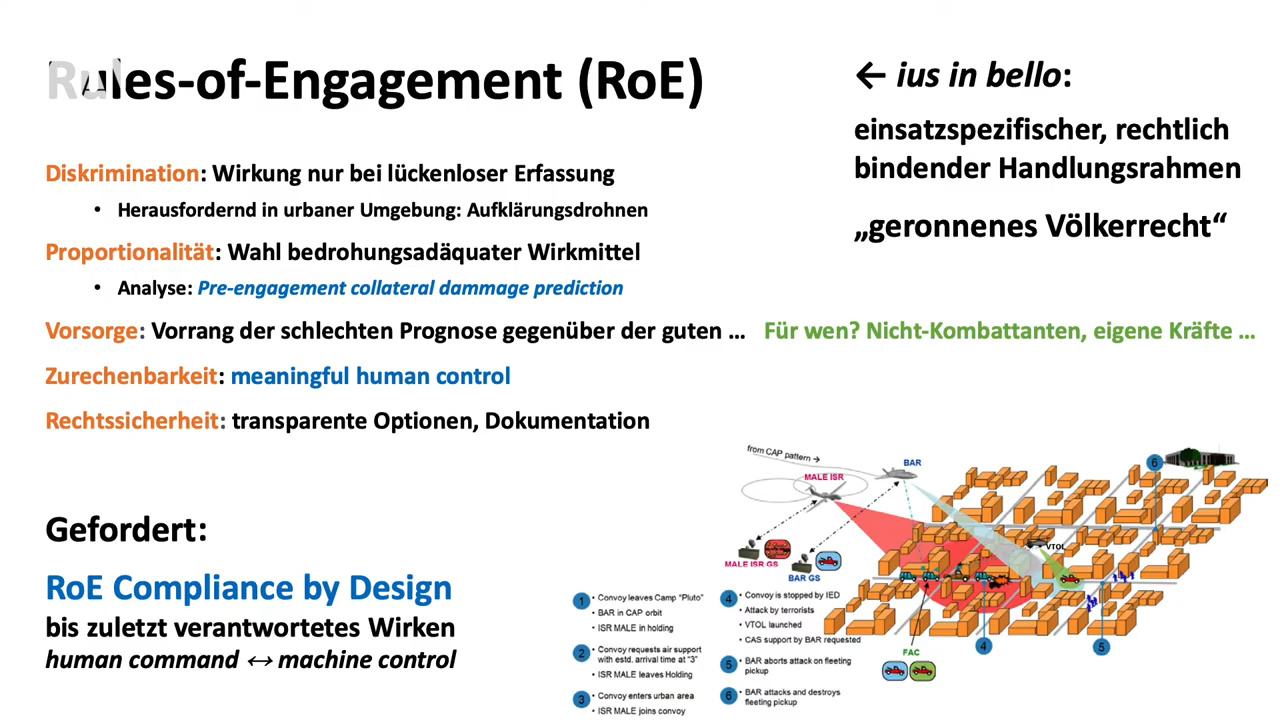 Rules-of-Engagement (RoE)
← ius in bello:
einsatzspezifischer, rechtlich
bindender Handlungsrahmen
„geronnenes Völkerrecht“
Diskrimination: Wirkung nur bei lückenloser Erfassung
• Herausfordernd in urbaner Umgebung: Aufklärungsdrohnen
Proportionalität: Wahl bedrohungsadäquater Wirkmittel
• Analyse: Pre-engagement collateral dammage prediction
Vorsorge: Vorrang der schlechten Prognose gegenüber der guten … Für wen? Nicht-Kombattanten, eigene Kräfte …
Zurechenbarkeit: meaningful human control
Rechtssicherheit: transparente Optionen, Dokumentation
Gefordert:
RoE Compliance by Design
bis zuletzt verantwortetes Wirken
human command ↔ machine control
from CAP pattern →
BAR
MALE ISR
MALE ISR GS
BAR GS
VTOL
FAC
4
5
6
1 • Convoy leaves Camp "Pluto"
• BAR in CAP orbit
• ISR MALE in holding
2 • Convoy requests air support
with estd. arrival time at "3"
• ISR MALE leaves Holding
3 • Convoy enters urban area
• ISR MALE joins convoy
4 • Convoy is stopped by IED
• Attack by terrorists
• VTOL launched
• CAS support by BAR requested
5 • BAR aborts attack on fleeting
pickup
6 • BAR attacks and destroys
fleeting pickup